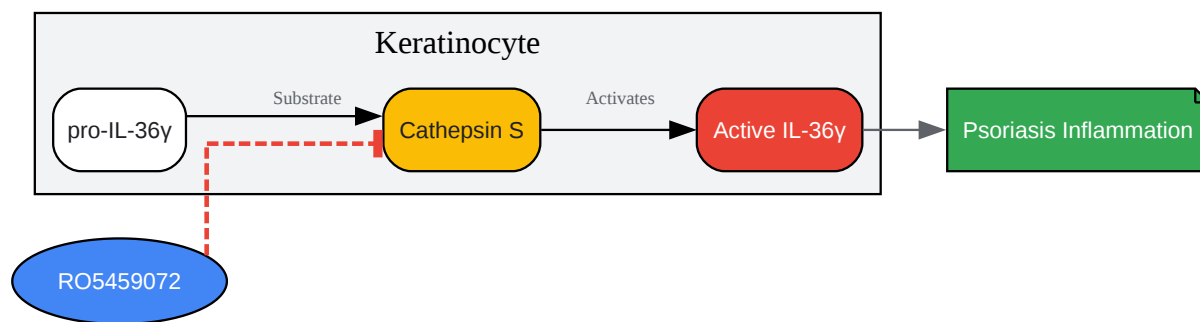 Keratinocyte
Substrate
Activates
pro-IL-36γ
Cathepsin S
Active IL-36γ
Psoriasis Inflammation
RO5459072